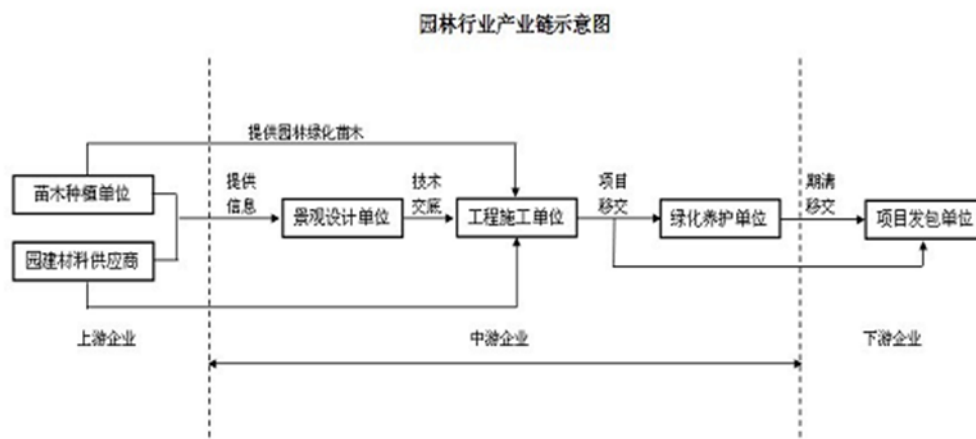 园林行业产业链示意图
提供园林绿化苗木
苗木种植单位
园建材料供应商
提供
信息
景观设计单位
技术
交底
工程施工单位
项目
移交
绿化养护单位
期满
移交
项目发包单位
上游企业
中游企业
下游企业